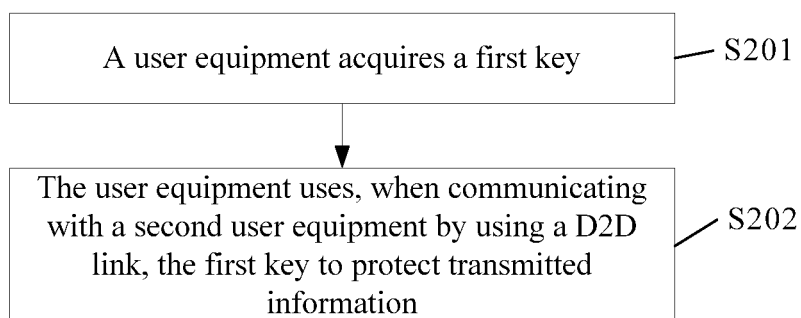 A user equipment acquires a first key
S201
The user equipment uses, when communicating
with a second user equipment by using a D2D
link, the first key to protect transmitted
information
S202